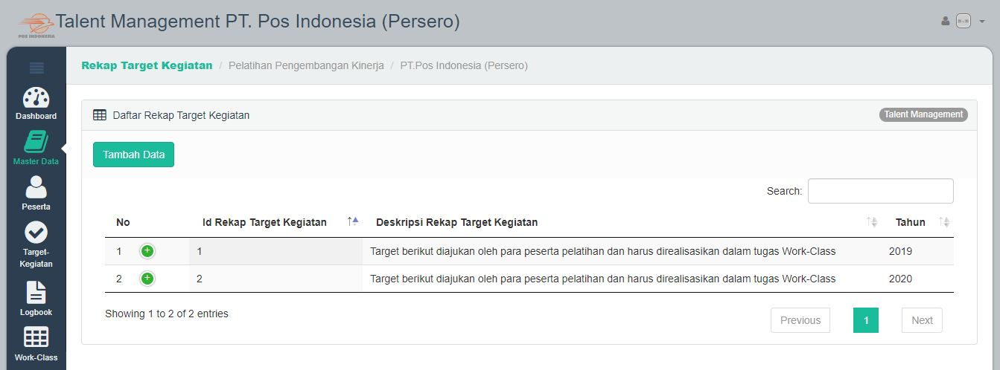 Talent Management PT. Pos Indonesia (Persero)
POS INDONESIA
Rekap Target Kegiatan / Pelatihan Pengembangan Kinerja / PT.Pos Indonesia (Persero)
Dashboard
Master Data
Peserta
Target-
Kegiatan
Logbook
Work-Class
Daftar Rekap Target Kegiatan
Talent Management
Tambah Data
Search:
No Id Rekap Target Kegiatan Deskripsi Rekap Target Kegiatan Tahun
1 1 Target berikut diajukan oleh para peserta pelatihan dan harus direalisasikan dalam tugas Work-Class 2019
2 2 Target berikut diajukan oleh para peserta pelatihan dan harus direalisasikan dalam tugas Work-Class 2020
Showing 1 to 2 of 2 entries
Previous 1 Next